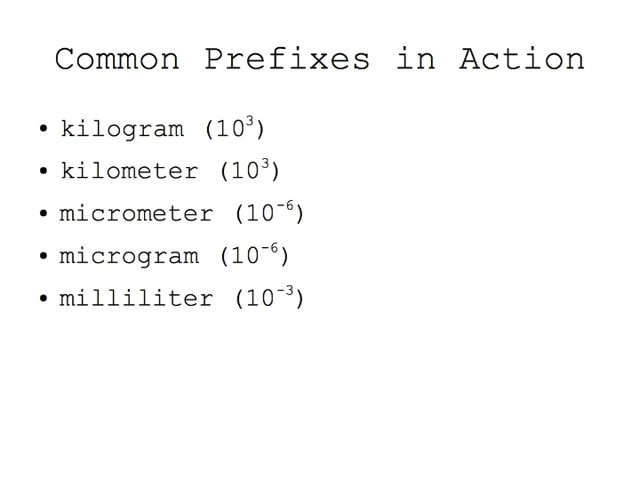 Common Prefixes in Action
• kilogram (10³)
• kilometer (10³)
• micrometer (10⁻⁶)
• microgram (10⁻⁶)
• milliliter (10⁻³)